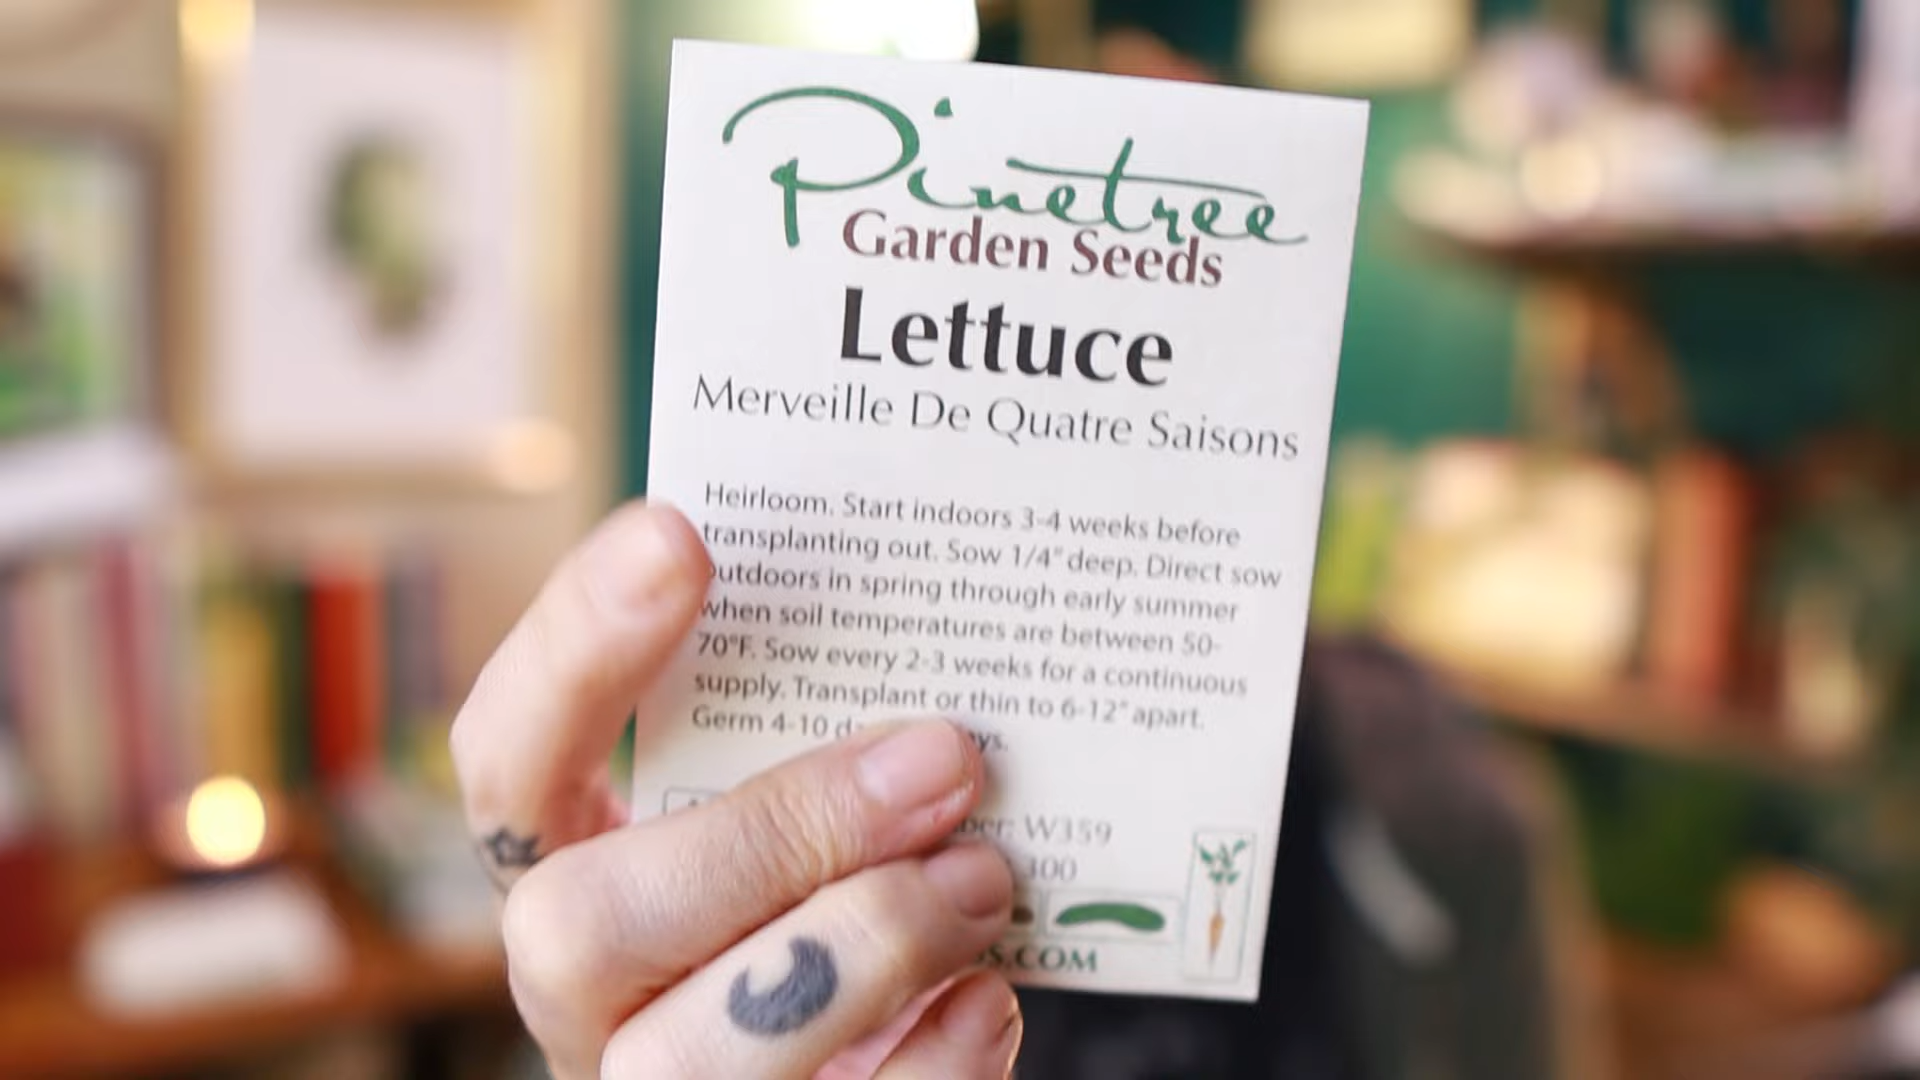 Pinetree
Garden Seeds
Lettuce
Merveille De Quatre Saisons
Heirloom. Start indoors 3-4 weeks before
transplanting out. Sow 1/4" deep. Direct sow
outdoors in spring through early summer
when soil temperatures are between 50-
70°F. Sow every 2-3 weeks for a continuous
supply. Transplant or thin to 6-12" apart.
Germ 4-10
W359
300
.COM